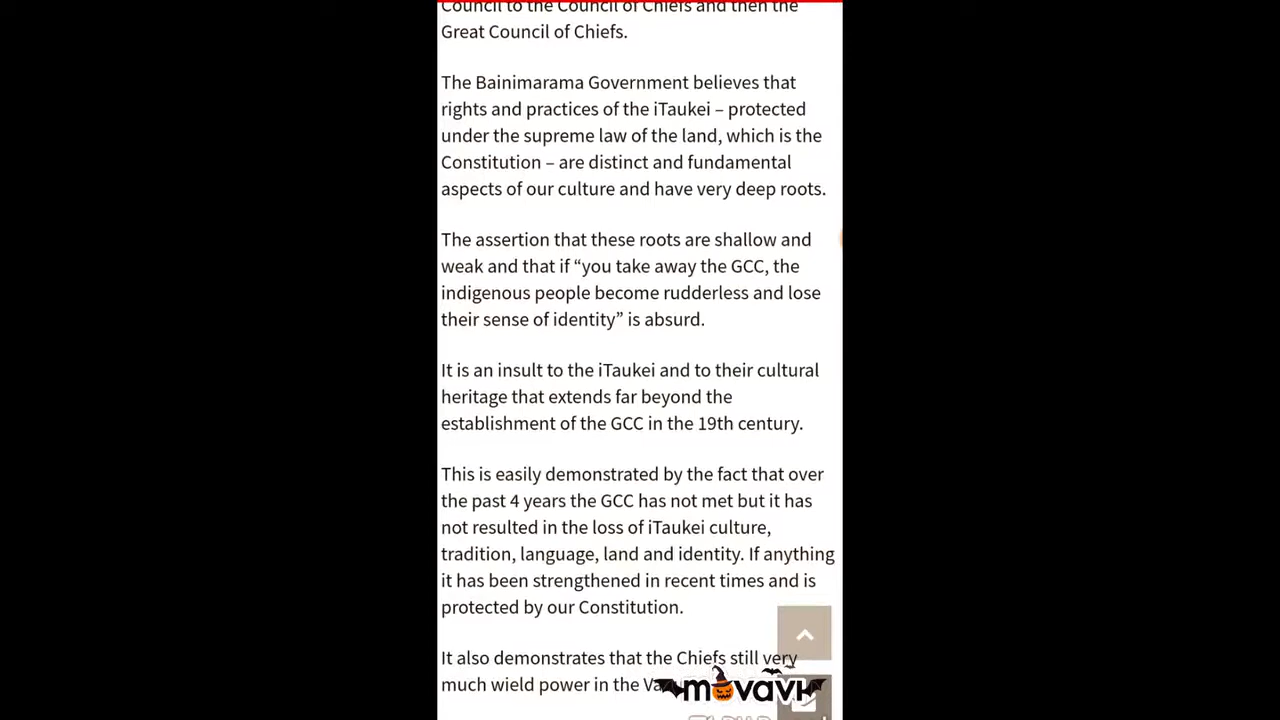 Council to the Council of Chiefs and then the
Great Council of Chiefs.
The Bainimarama Government believes that
rights and practices of the iTaukei – protected
under the supreme law of the land, which is the
Constitution – are distinct and fundamental
aspects of our culture and have very deep roots.
The assertion that these roots are shallow and
weak and that if “you take away the GCC, the
indigenous people become rudderless and lose
their sense of identity” is absurd.
It is an insult to the iTaukei and to their cultural
heritage that extends far beyond the
establishment of the GCC in the 19th century.
This is easily demonstrated by the fact that over
the past 4 years the GCC has not met but it has
not resulted in the loss of iTaukei culture,
tradition, language, land and identity. If anything
it has been strengthened in recent times and is
protected by our Constitution.
It also demonstrates that the Chiefs still very
much wield power in the
movavi